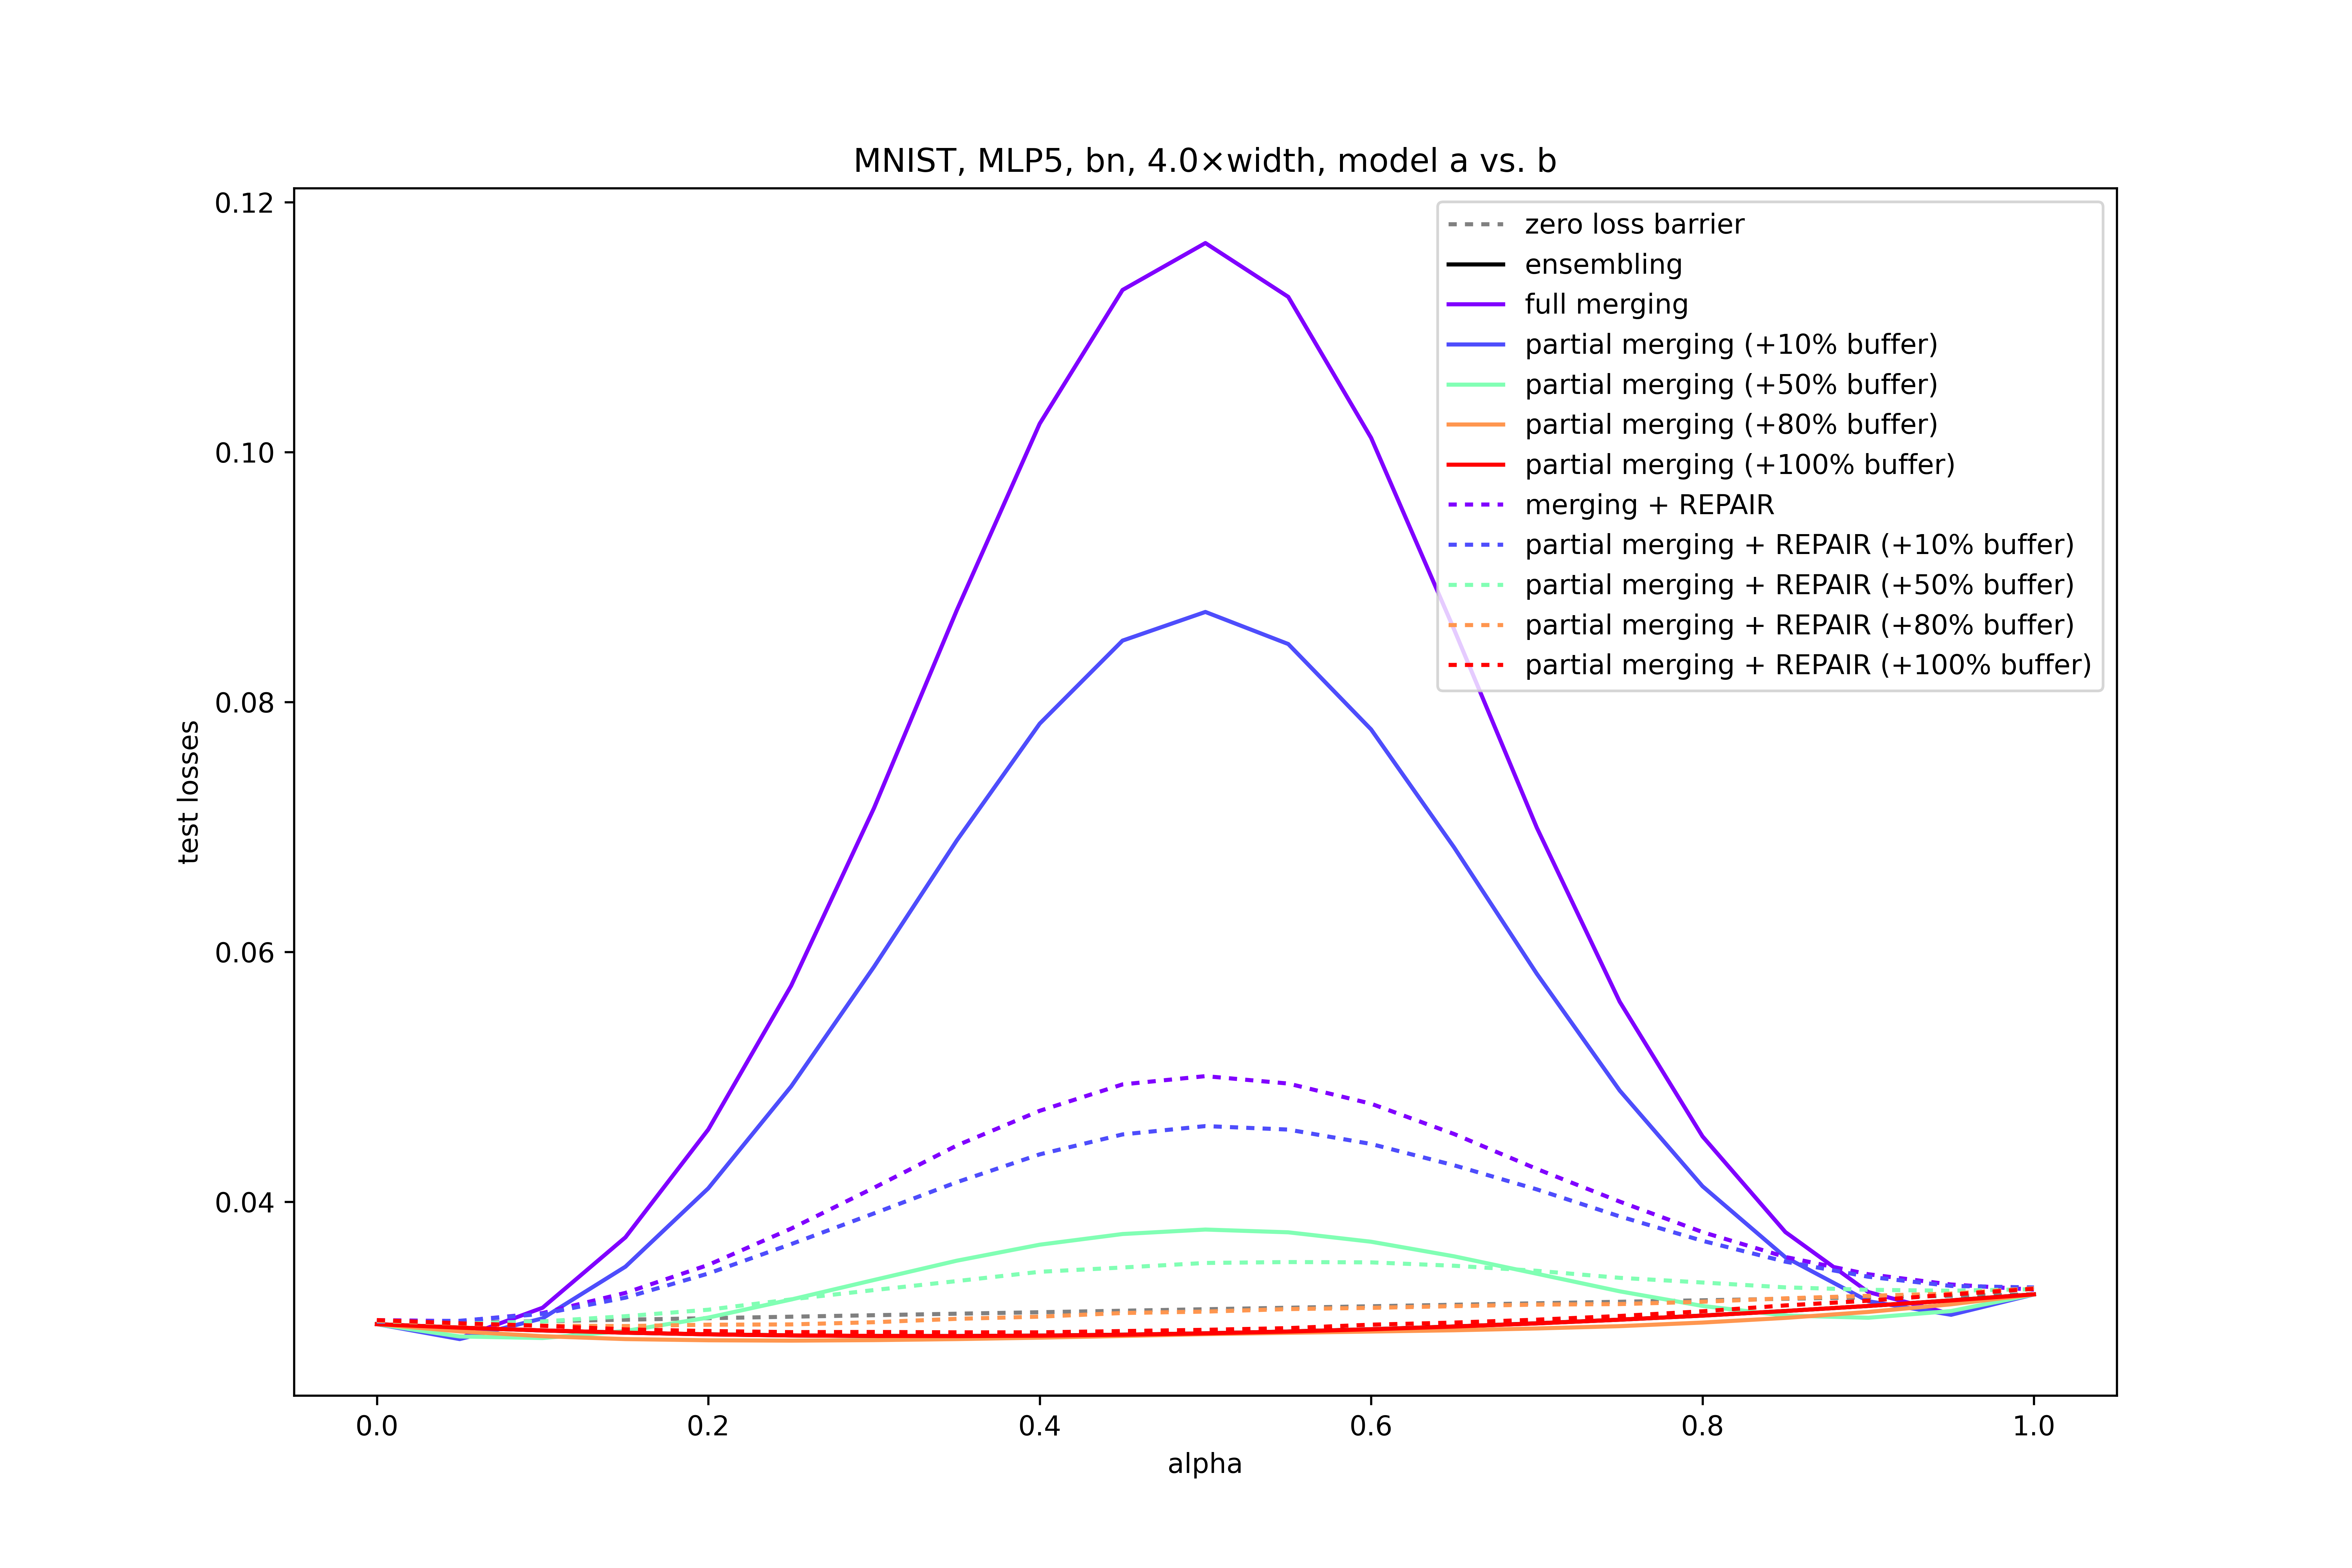 MNIST, MLP5, bn, 4.0×width, model a vs. b
0.12
0.10
0.08
0.06
0.04
test losses
zero loss barrier
ensembling
full merging
partial merging (+10% buffer)
partial merging (+50% buffer)
partial merging (+80% buffer)
partial merging (+100% buffer)
merging + REPAIR
partial merging + REPAIR (+10% buffer)
partial merging + REPAIR (+50% buffer)
partial merging + REPAIR (+80% buffer)
partial merging + REPAIR (+100% buffer)
0.0 0.2 0.4 0.6 0.8 1.0
alpha